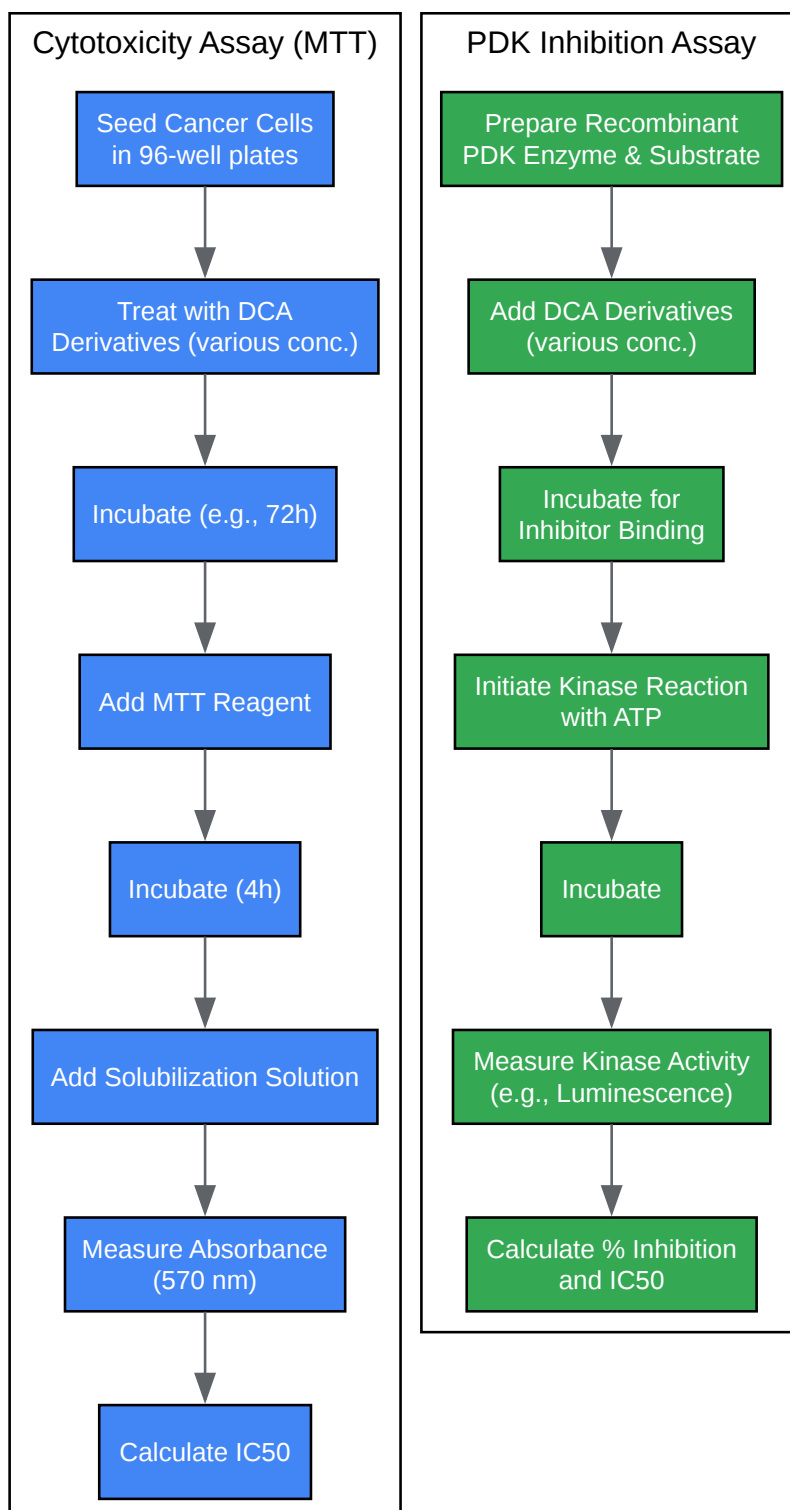 Cytotoxicity Assay (MTT)
Seed Cancer Cells
in 96-well plates
Treat with DCA
Derivatives (various conc.)
Incubate (e.g., 72h)
Add MTT Reagent
Incubate (4h)
Add Solubilization Solution
Measure Absorbance
(570 nm)
Calculate IC50
PDK Inhibition Assay
Prepare Recombinant
PDK Enzyme & Substrate
Add DCA Derivatives
(various conc.)
Incubate for
Inhibitor Binding
Initiate Kinase Reaction
with ATP
Incubate
Measure Kinase Activity
(e.g., Luminescence)
Calculate % Inhibition
and IC50